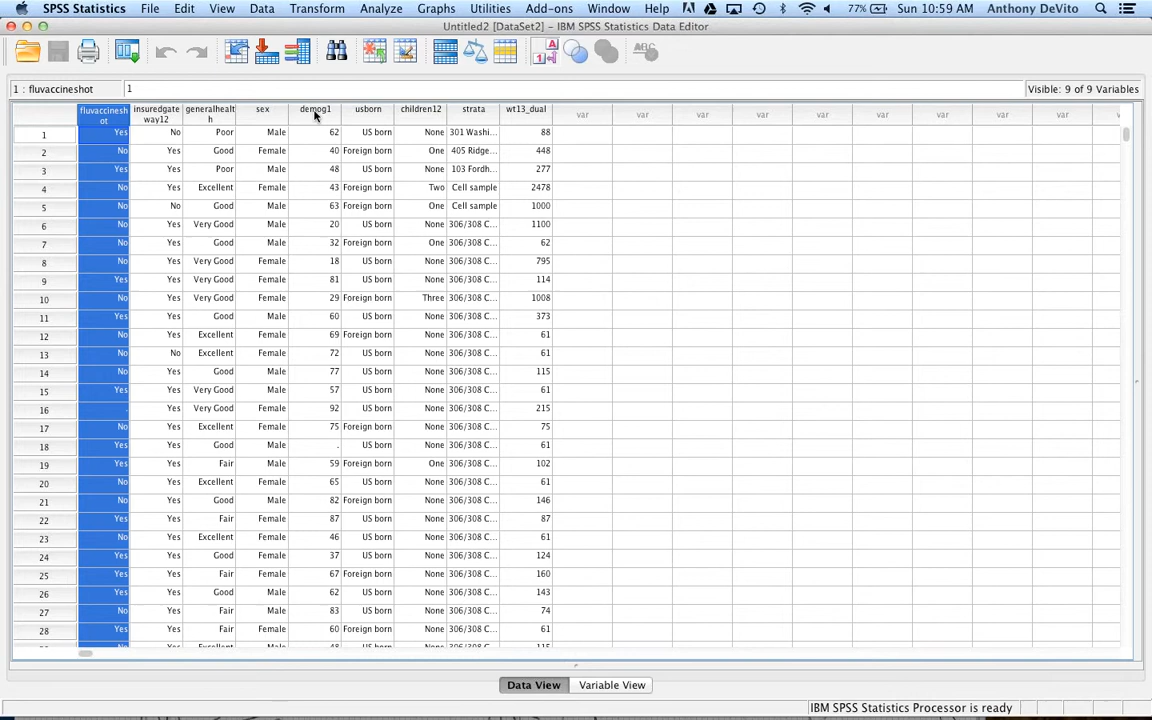 SPSS Statistics File Edit View Data Transform Analyze Graphs Utilities Add-ons Window Help 77% Sun 10:59 AM Anthony DeVito
Untitled2 [DataSet2] – IBM SPSS Statistics Data Editor
1 : fluvaccineshot 1 Visible: 9 of 9 Variables
fluvaccinesh insuredgate generalhealt sex demog1 usborn children12 strata wt13_dual var var var var var var var var var
ot way12 h
1 Yes No Poor Male 62 US born None 301 Washi... 88
2 No Yes Good Female 40 Foreign born One 405 Ridge... 448
3 Yes Yes Poor Male 48 US born None 103 Fordh... 277
4 No Yes Excellent Female 43 Foreign born Two Cell sample 2478
5 No No Good Male 63 Foreign born One Cell sample 1000
6 No Yes Very Good Male 20 US born None 306/308 C... 1100
7 No Yes Good Male 32 Foreign born One 306/308 C... 62
8 No Yes Very Good Female 18 US born None 306/308 C... 795
9 Yes Yes Very Good Female 81 US born None 306/308 C... 114
10 No Yes Very Good Female 29 Foreign born Three 306/308 C... 1008
11 Yes Yes Good Male 60 US born None 306/308 C... 373
12 No Yes Excellent Female 69 Foreign born None 306/308 C... 61
13 No No Excellent Female 72 US born None 306/308 C... 61
14 No Yes Good Male 77 US born None 306/308 C... 115
15 Yes Yes Very Good Male 57 US born None 306/308 C... 61
16 . Yes Very Good Female 92 US born None 306/308 C... 215
17 No Yes Excellent Female 75 Foreign born None 306/308 C... 75
18 Yes Yes Good Male . US born None 306/308 C... 61
19 Yes Yes Fair Male 59 Foreign born One 306/308 C... 102
20 No Yes Excellent Female 65 US born None 306/308 C... 61
21 No Yes Good Male 82 Foreign born None 306/308 C... 146
22 Yes Yes Fair Female 87 US born None 306/308 C... 87
23 No Yes Excellent Female 46 US born None 306/308 C... 61
24 Yes Yes Good Male 37 US born None 306/308 C... 124
25 Yes Yes Fair Female 67 Foreign born None 306/308 C... 160
26 Yes Yes Good Male 62 US born None 306/308 C... 143
27 No Yes Fair Male 83 US born None 306/308 C... 74
28 Yes Yes Fair Female 60 Foreign born None 306/308 C... 61
Data View Variable View
IBM SPSS Statistics Processor is ready